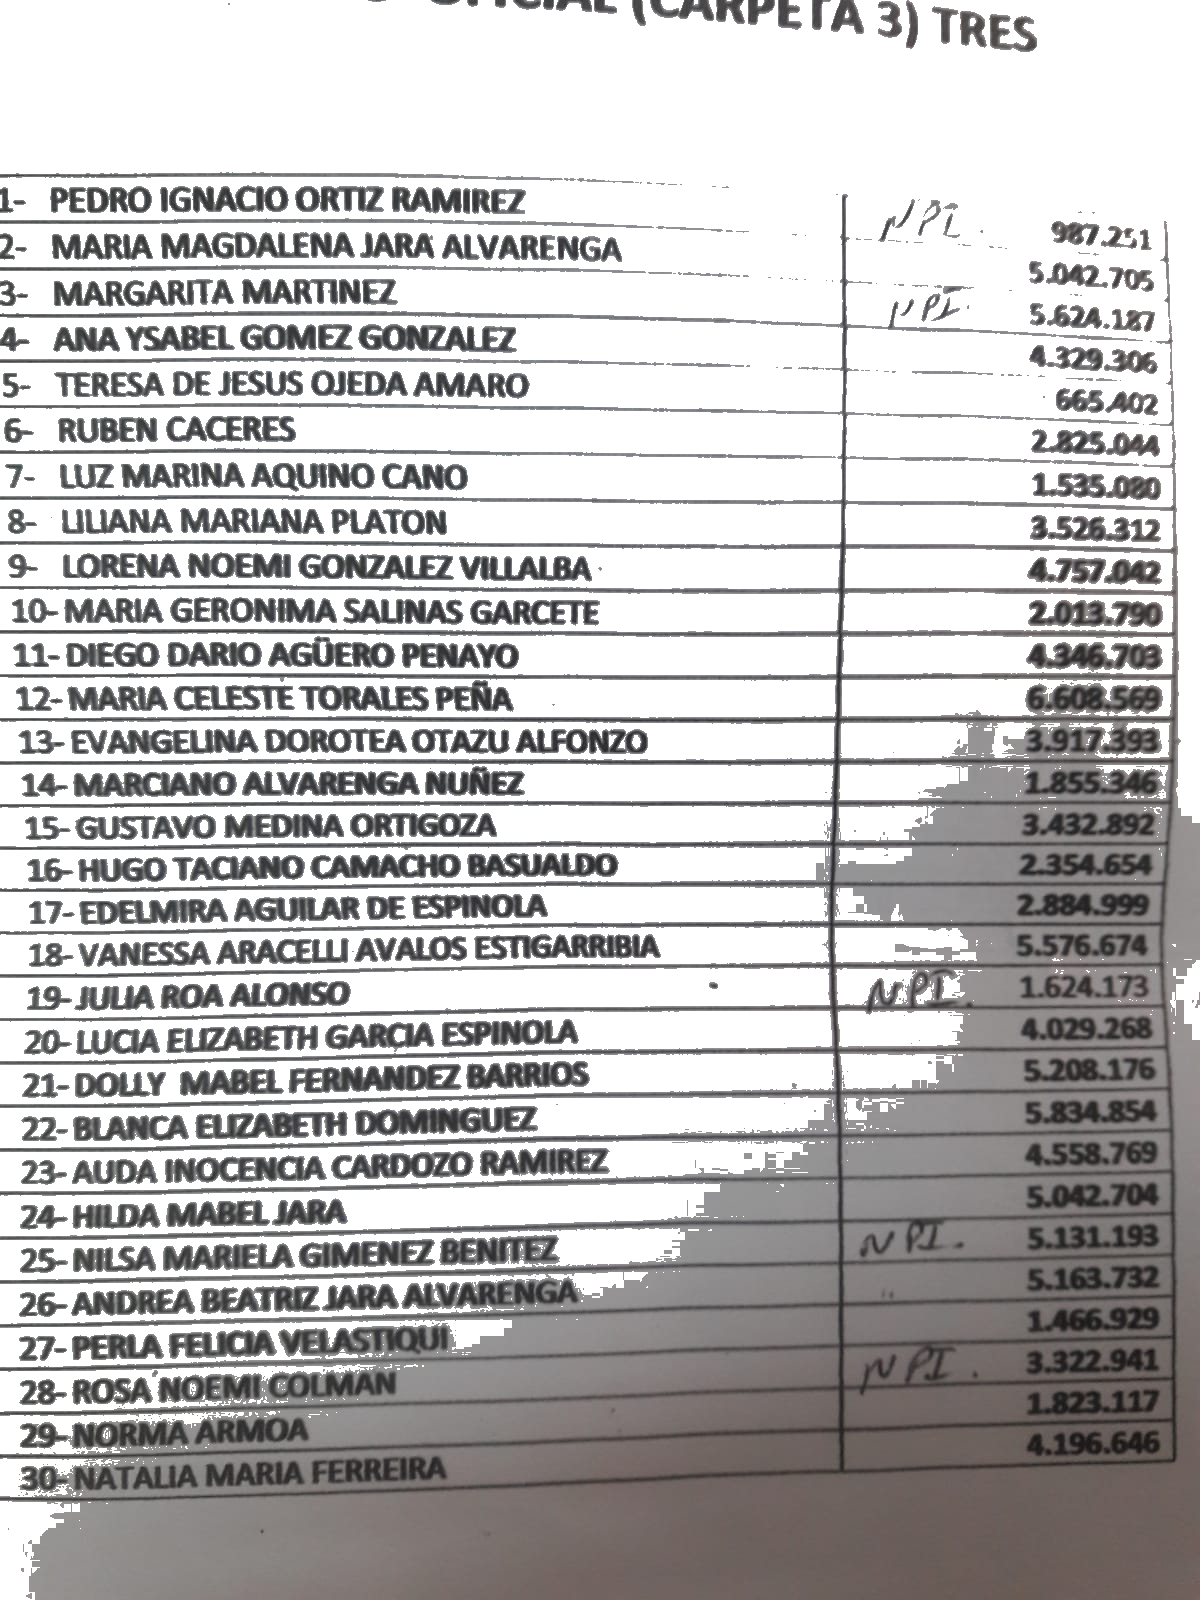 OFICIAL (CARPETA 3) TRES
1- PEDRO IGNACIO ORTIZ RAMIREZ NPI. 987.251
2- MARIA MAGDALENA JARA ALVARENGA 5.042.705
3- MARGARITA MARTINEZ NPI. 5.624.187
4- ANA YSABEL GOMEZ GONZALEZ 4.329.306
5- TERESA DE JESUS OJEDA AMARO 665.402
6- RUBEN CACERES 2.825.044
7- LUZ MARINA AQUINO CANO 1.535.080
8- LILIANA MARIANA PLATON 3.526.312
9- LORENA NOEMI GONZALEZ VILLALBA 4.757.042
10- MARIA GERONIMA SALINAS GARCETE 2.013.790
11- DIEGO DARIO AGÜERO PENAYO 4.346.703
12- MARIA CELESTE TORALES PEÑA 6.608.569
13- EVANGELINA DOROTEA OTAZU ALFONZO 3.917.393
14- MARCIANO ALVARENGA NUÑEZ 1.855.346
15- GUSTAVO MEDINA ORTIGOZA 3.432.892
16- HUGO TACIANO CAMACHO BASUALDO 2.354.654
17- EDELMIRA AGUILAR DE ESPINOLA 2.884.999
18- VANESSA ARACELLI AVALOS ESTIGARRIBIA 5.576.674
19- JULIA ROA ALONSO NPI. 1.624.173
20- LUCIA ELIZABETH GARCIA ESPINOLA 4.029.268
21- DOLLY MABEL FERNANDEZ BARRIOS 5.208.176
22- BLANCA ELIZABETH DOMINGUEZ 5.834.854
23- AUDA INOCENCIA CARDOZO RAMIREZ 4.558.769
24- HILDA MABEL JARA 5.042.704
25- NILSA MARIELA GIMENEZ BENITEZ NPI. 5.131.193
26- ANDREA BEATRIZ JARA ALVARENGA 5.163.732
27- PERLA FELICIA VELASTIQUI 1.466.929
28- ROSA NOEMI COLMAN NPI. 3.322.941
29- NORMA ARMOA 1.823.117
30- NATALIA MARIA FERREIRA 4.196.646